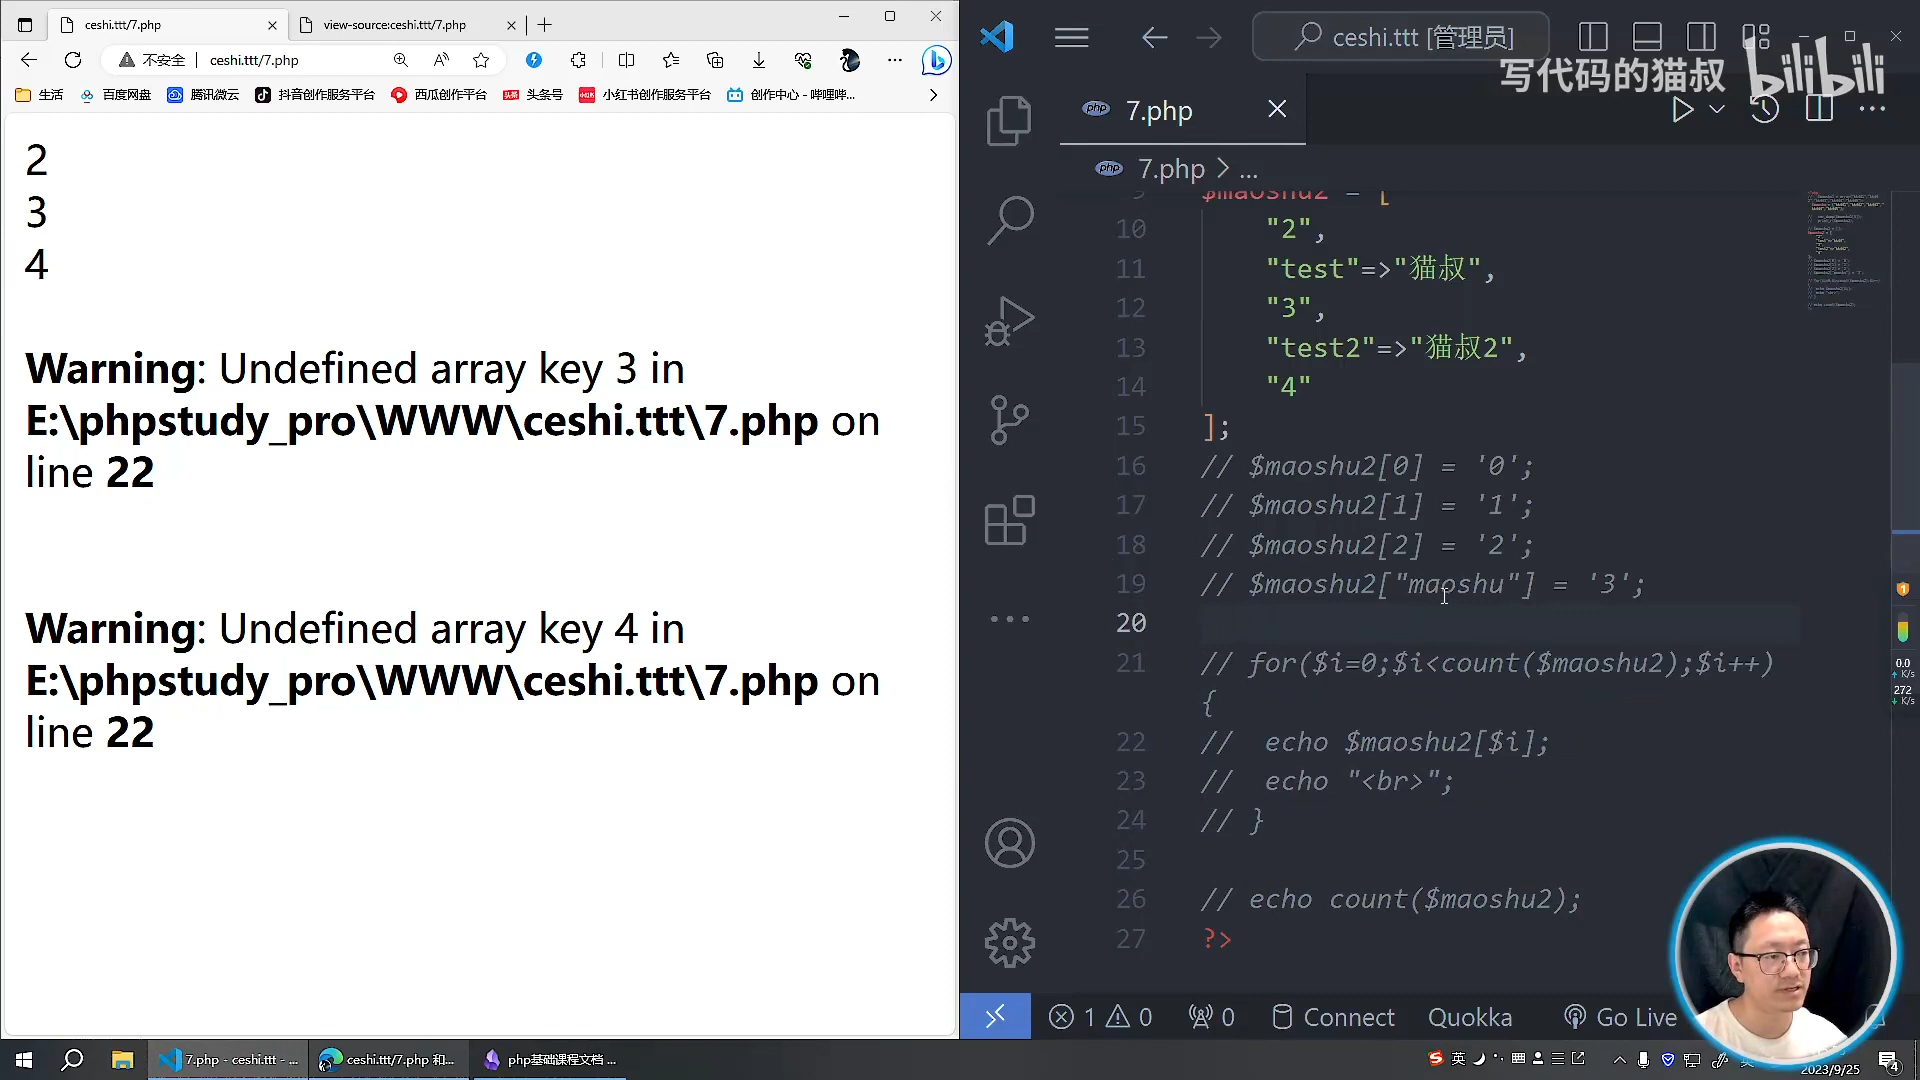 ceshi.ttt/7.php
view-source:ceshi.ttt/7.php
不安全
ceshi.ttt/7.php
生活
百度网盘
腾讯微云
抖音创作服务平台
西瓜创作平台
头条号
小红书创作服务平台
创作中心 - 哔哩哔...
2
3
4
Warning: Undefined array key 3 in
E:\phpstudy_pro\WWW\ceshi.ttt\7.php on
line 22
Warning: Undefined array key 4 in
E:\phpstudy_pro\WWW\ceshi.ttt\7.php on
line 22
ceshi.ttt [管理员]
写代码的猫叔 bilibili
php 7.php
php 7.php > ...
9 $maoshu2 = [
10 "2",
11 "test"=>"猫叔",
12 "3",
13 "test2"=>"猫叔2",
14 "4"
15 ];
16 // $maoshu2[0] = '0';
17 // $maoshu2[1] = '1';
18 // $maoshu2[2] = '2';
19 // $maoshu2["maoshu"] = '3';
20
21 // for($i=0;$i<count($maoshu2);$i++)
{
22 // echo $maoshu2[$i];
23 // echo "<br>";
24 // }
25
26 // echo count($maoshu2);
27 ?>
0.0
K/s
272
K/s
1 0 0 Connect Quokka Go Live
7.php - ceshi.ttt - ...
ceshi.ttt/7.php 和...
php基础课程文档 ...
英
2023/9/25
4